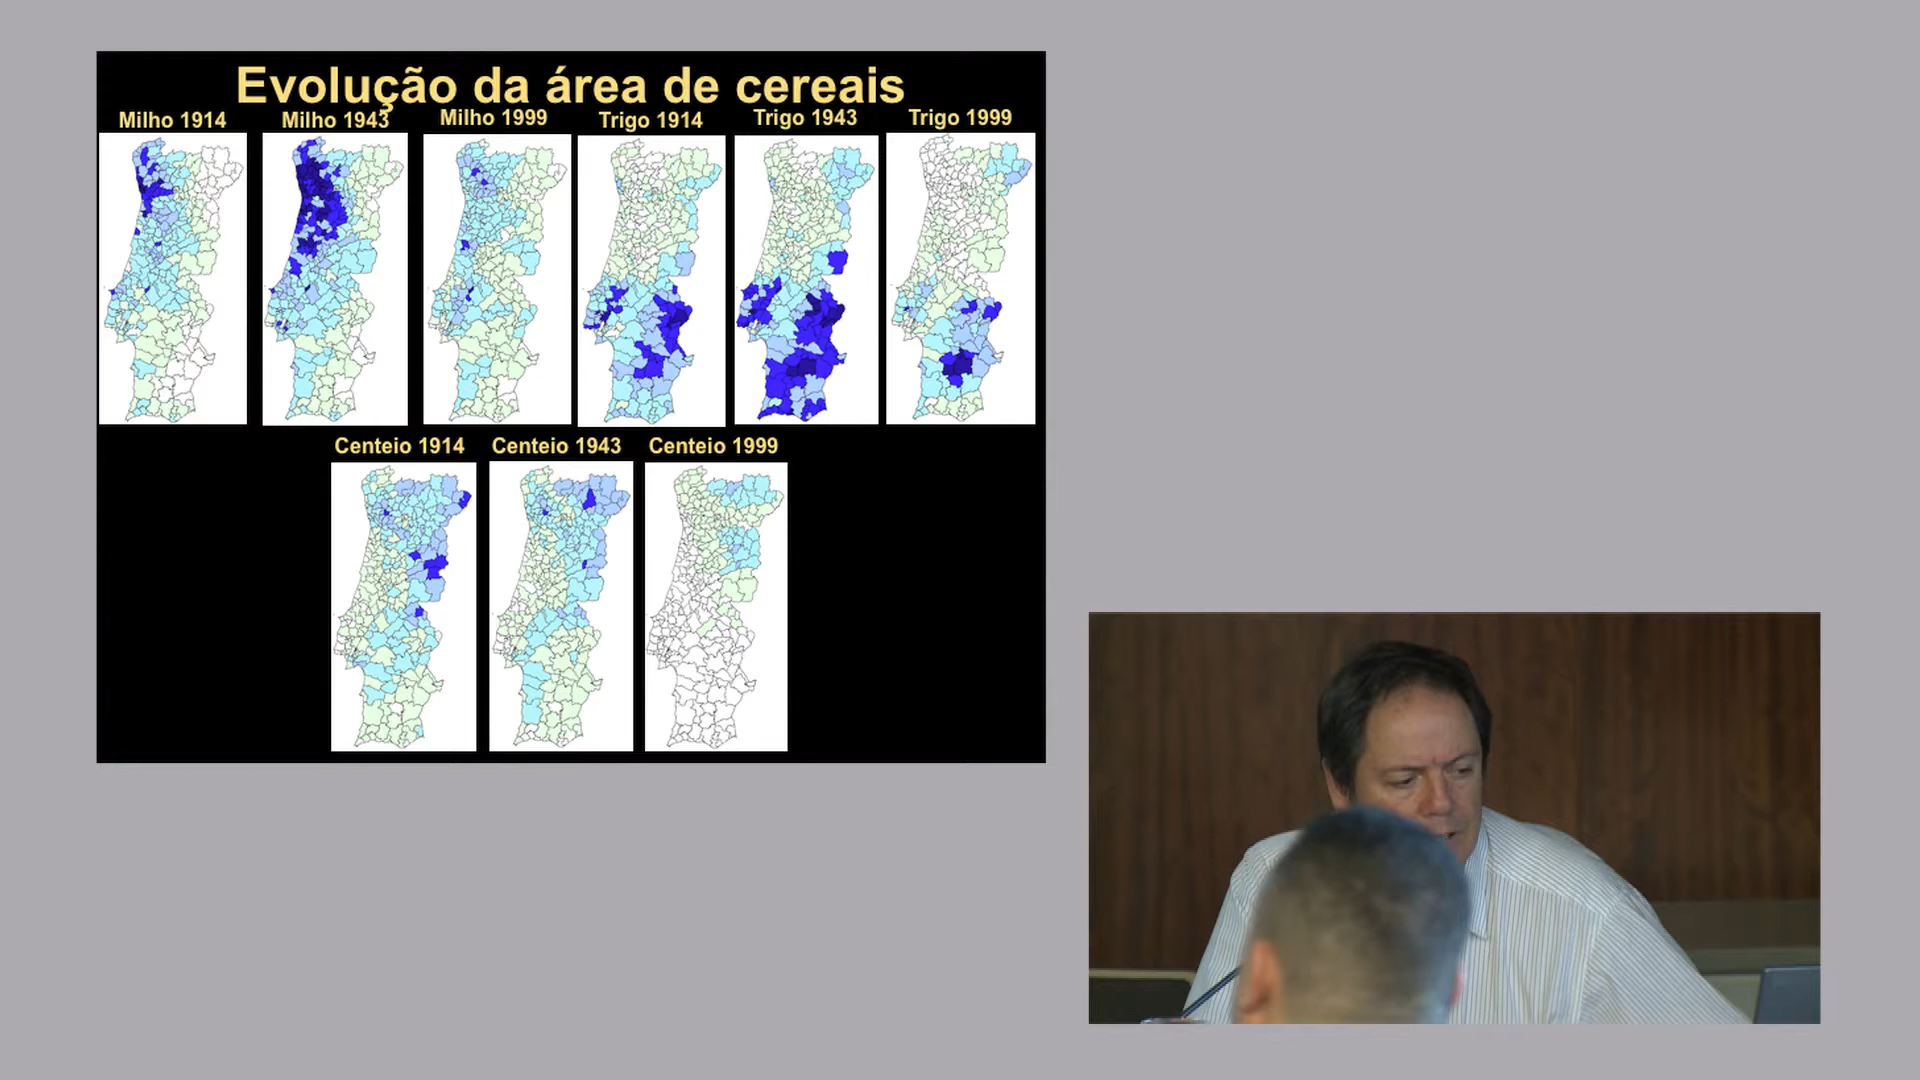 Evolução da área de cereais
Milho 1914
Milho 1943
Milho 1999
Trigo 1914
Trigo 1943
Trigo 1999
Centeio 1914
Centeio 1943
Centeio 1999